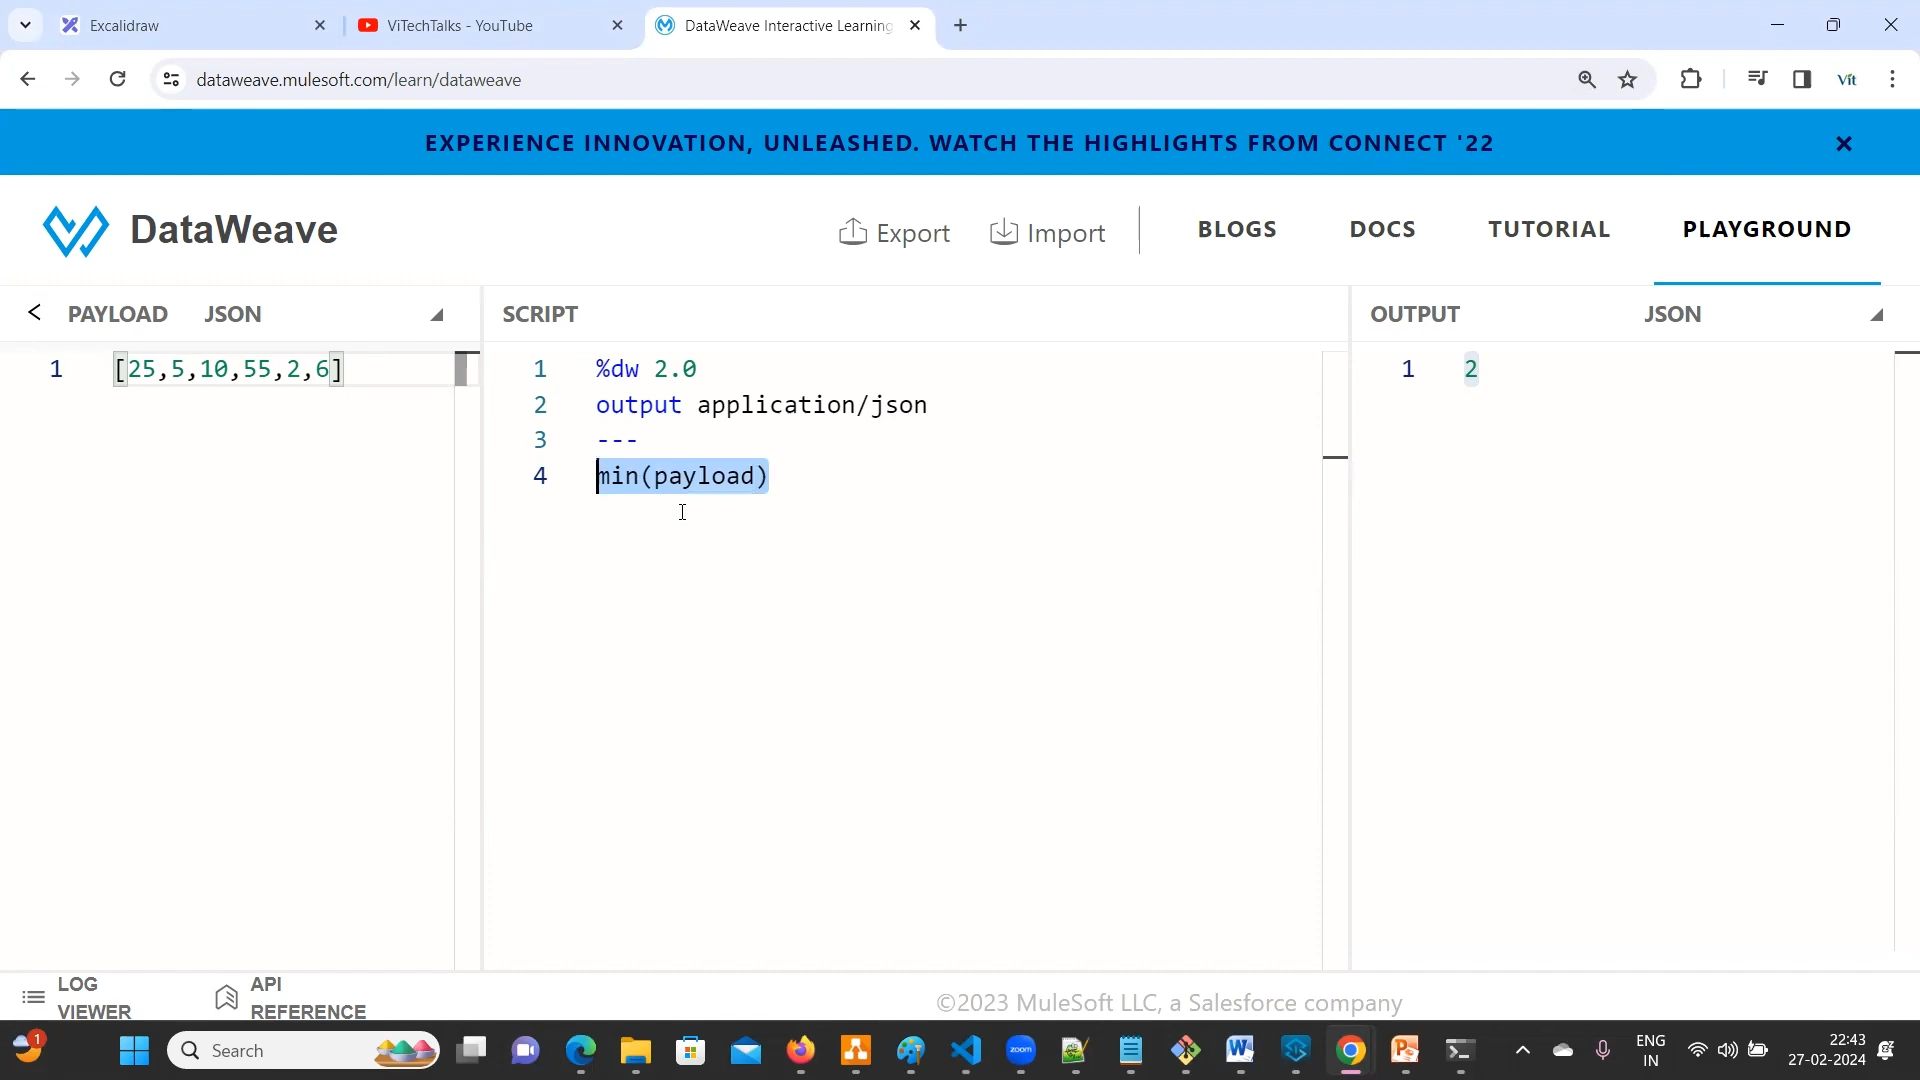 Excalidraw
ViTechTalks - YouTube
DataWeave Interactive Learning
dataweave.mulesoft.com/learn/dataweave
Vit
EXPERIENCE INNOVATION, UNLEASHED. WATCH THE HIGHLIGHTS FROM CONNECT '22
DataWeave
Export
Import
BLOGS
DOCS
TUTORIAL
PLAYGROUND
PAYLOAD JSON
SCRIPT
OUTPUT JSON
1 [25,5,10,55,2,6]
1 %dw 2.0
2 output application/json
3 ---
4 min(payload)
1 2
LOG
VIEWER
API
REFERENCE
©2023 MuleSoft LLC, a Salesforce company
1
Search
zoom
ENG
IN
22:43
27-02-2024